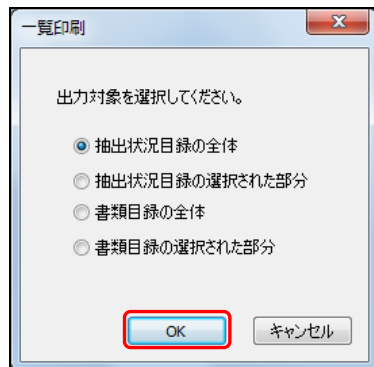 一覧印刷
出力対象を選択してください。
抽出状況目録の全体
抽出状況目録の選択された部分
書類目録の全体
書類目録の選択された部分
OK キャンセル